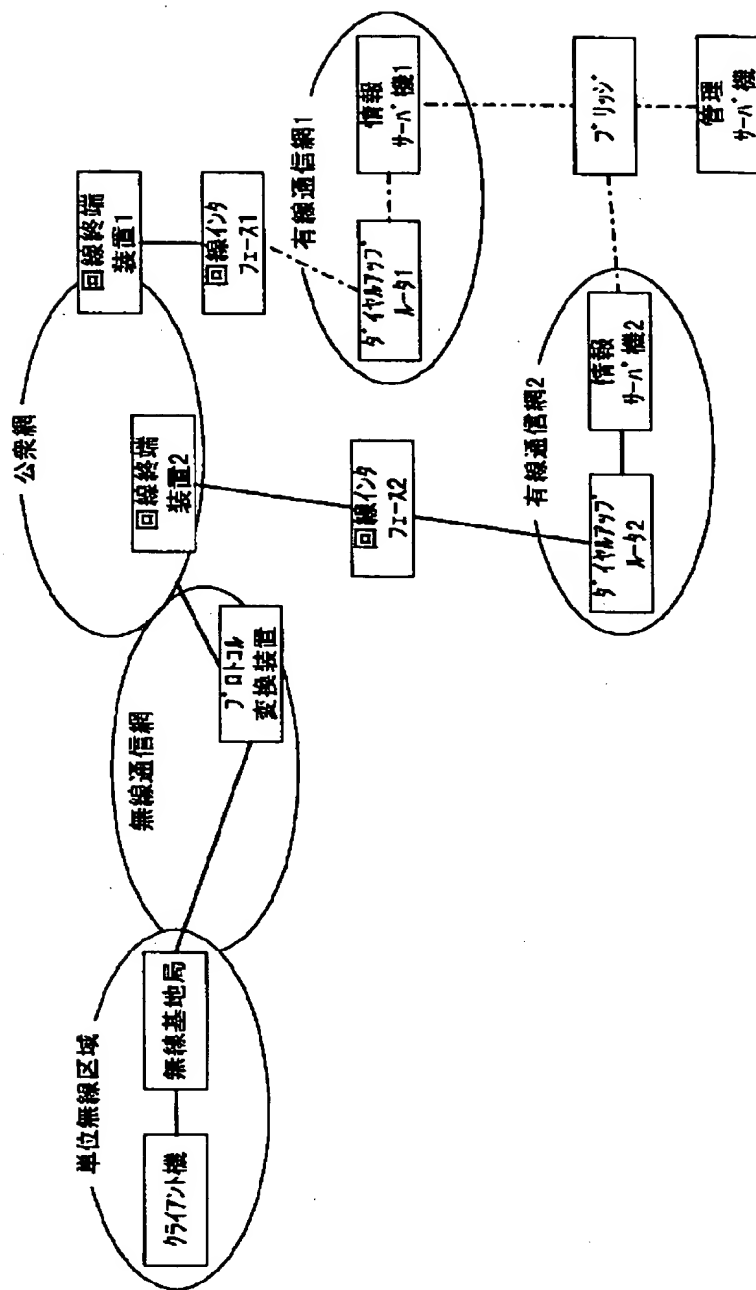 単位無線区域
クライアント機
無線基地局
無線通信網
プロトコル
変換装置
公衆網
回線終端
装置2
回線終端
装置1
回線インタ
フェース1
回線インタ
フェース2
有線通信網1
ダイヤルアップ
ルータ1
情報
サーバ機1
有線通信網2
ダイヤルアップ
ルータ2
情報
サーバ機2
ブリッジ
管理
サーバ機